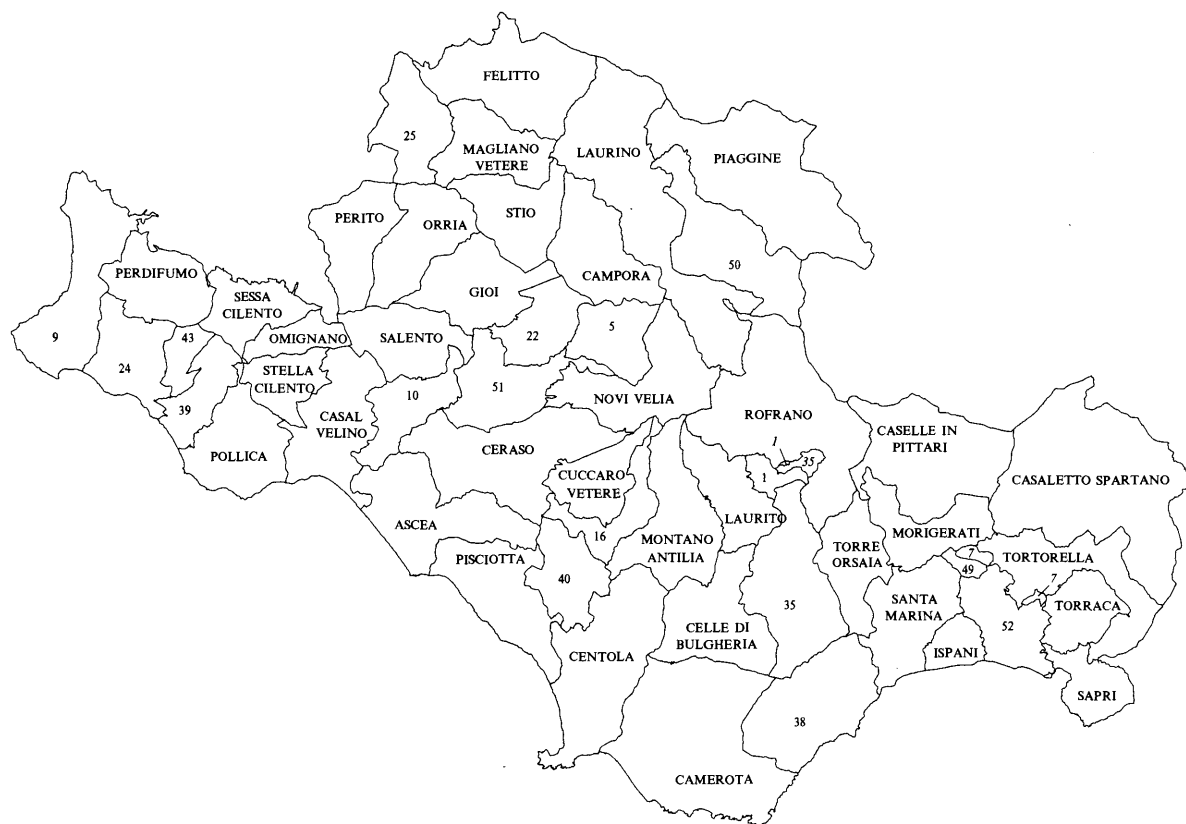 FELITTO
25
MAGLIANO
VETERE
LAURINO
PIAGGINE
PERITO
ORRIA
STIO
PERDIFUMO
SESSA
CILENTO
GIOI
CAMPORA
50
9
24
43
OMIGNANO
SALENTO
22
5
STELLA
CILENTO
39
10
51
NOVI VELIA
CASAL
VELINO
POLLICA
CERASO
ROFRANO
CASELLE IN
PITTARI
1
35
1
CUCCARO
VETERE
CASALETTO SPARTANO
ASCEA
16
LAURITO
MORIGERATI
PISCIOTTA
MONTANO
ANTILIA
TORRE
ORSAIA
7
TORTORELLA
49
7
40
35
SANTA
MARINA
TORRACA
52
CELLE DI
BULGHERIA
CENTOLA
ISPANI
SAPRI
38
CAMEROTA